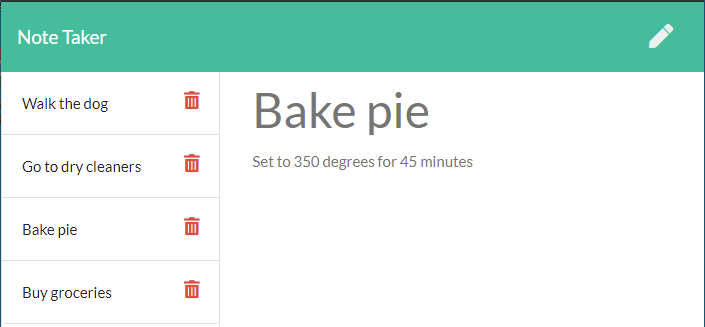 Note Taker
Walk the dog
Go to dry cleaners
Bake pie
Buy groceries
Bake pie
Set to 350 degrees for 45 minutes